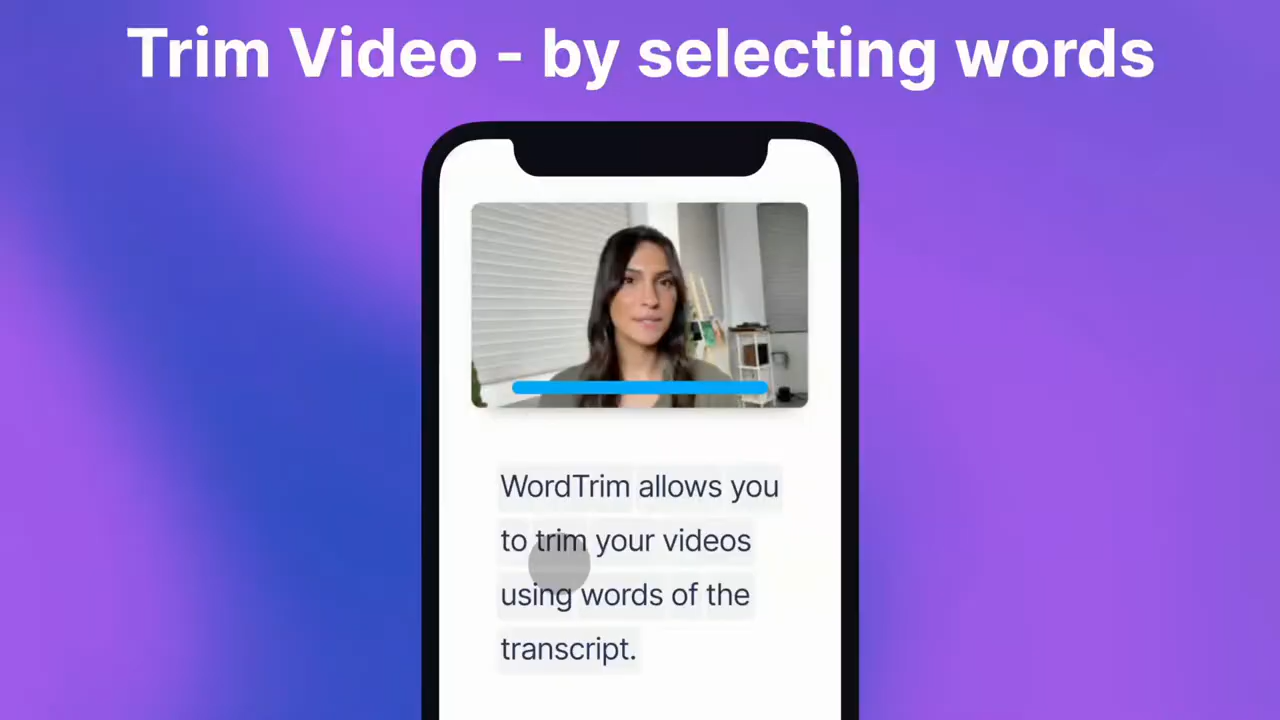 Trim Video - by selecting words
WordTrim allows you
to trim your videos
using words of the
transcript.